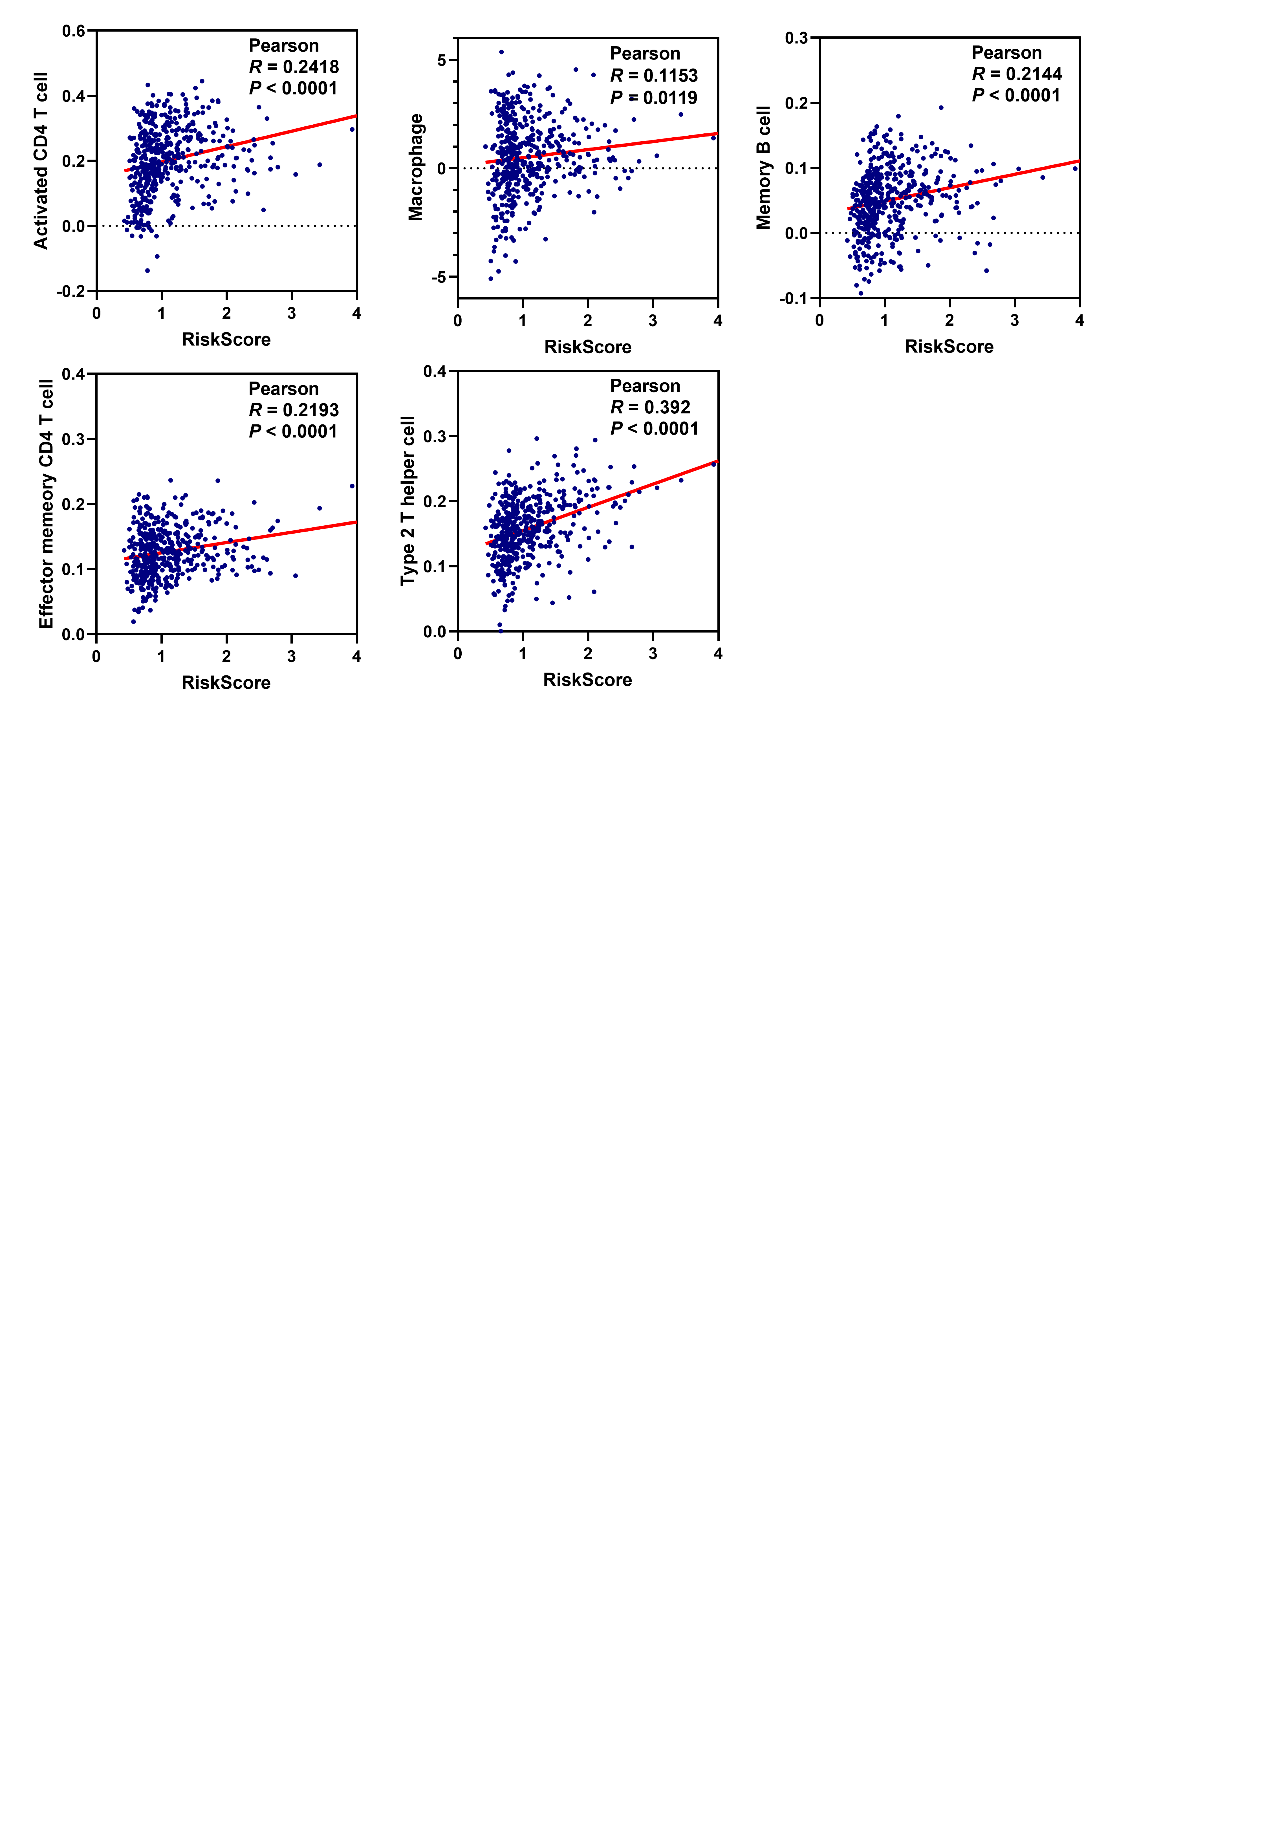 Pearson
R = 0.2418
P < 0.0001
Activated CD4 T cell
0.6
0.4
0.2
0.0
-0.2
0 1 2 3 4
RiskScore
Pearson
R = 0.1153
P = 0.0119
Macrophage
5
0
-5
0 1 2 3 4
RiskScore
Pearson
R = 0.2144
P < 0.0001
Memory B cell
0.3
0.2
0.1
0.0
-0.1
0 1 2 3 4
RiskScore
Pearson
R = 0.2193
P < 0.0001
Effector memeory CD4 T cell
0.4
0.3
0.2
0.1
0.0
0 1 2 3 4
RiskScore
Pearson
R = 0.392
P < 0.0001
Type 2 T helper cell
0.4
0.3
0.2
0.1
0.0
0 1 2 3 4
RiskScore